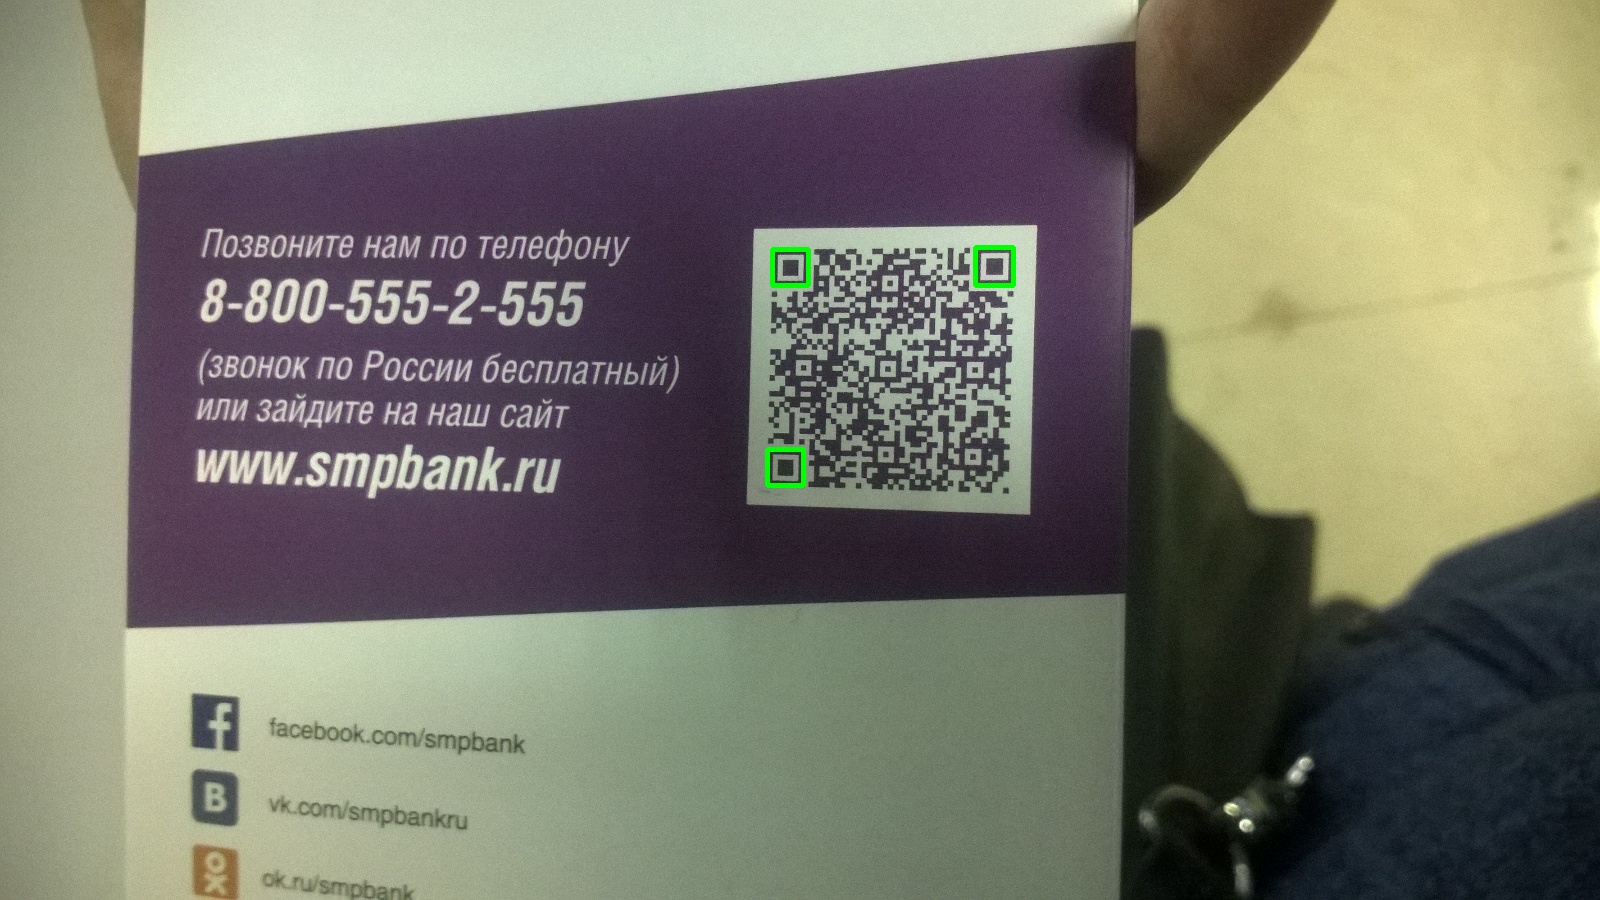 Позвоните нам по телефону
8-800-555-2-555
(звонок по России бесплатный)
или зайдите на наш сайт
www.smpbank.ru
facebook.com/smpbank
vk.com/smpbankru
ok.ru/smpbank